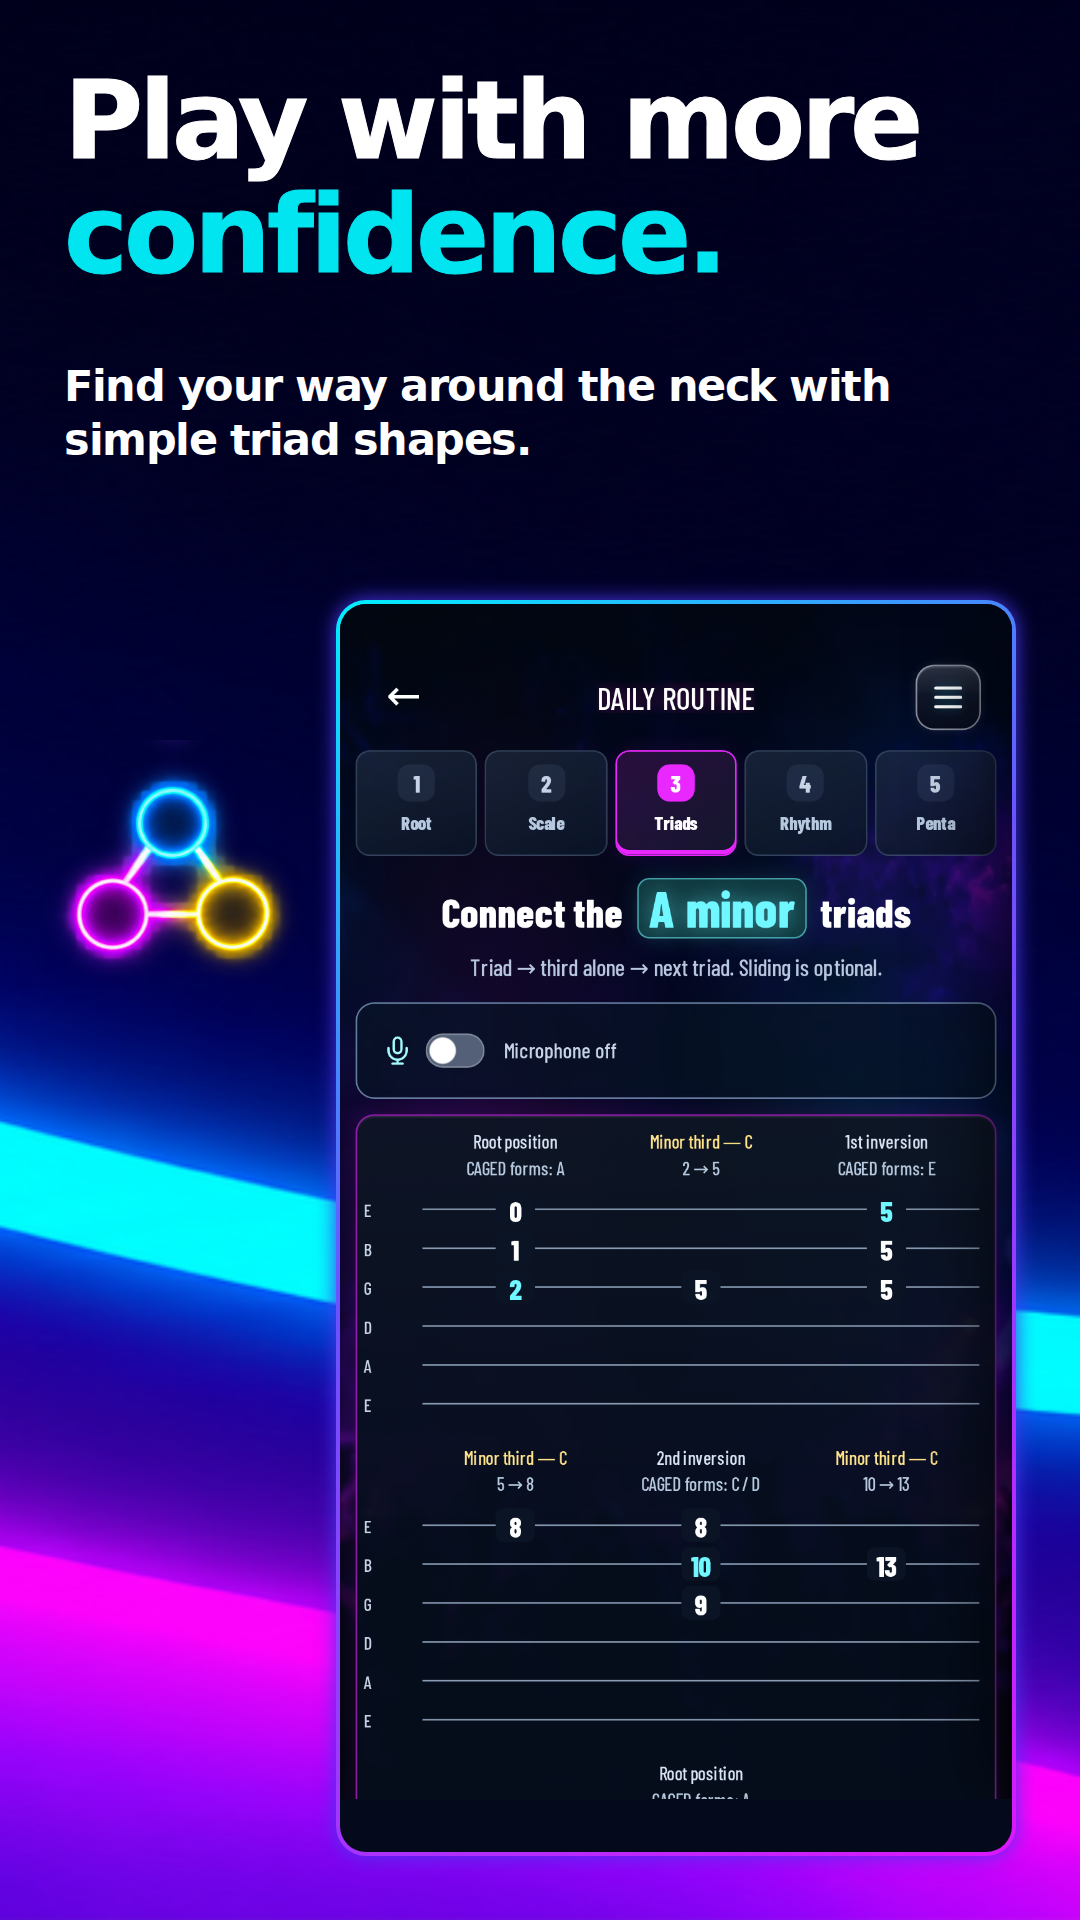 Play with more
confidence.
Find your way around the neck with
simple triad shapes.
← DAILY ROUTINE
1 2 3 4 5
Root Scale Triads Rhythm Penta
Connect the A minor triads
Triad → third alone → next triad. Sliding is optional.
Microphone off
Root position Minor third — C 1st inversion
CAGED forms: A 2 → 5 CAGED forms: E
E 0 5
B 1 5
G 2 5 5
D
A
E
Minor third — C 2nd inversion Minor third — C
5 → 8 CAGED forms: C / D 10 → 13
E 8 8
B 10 13
G 9
D
A
E
Root position
CAGED forms: A